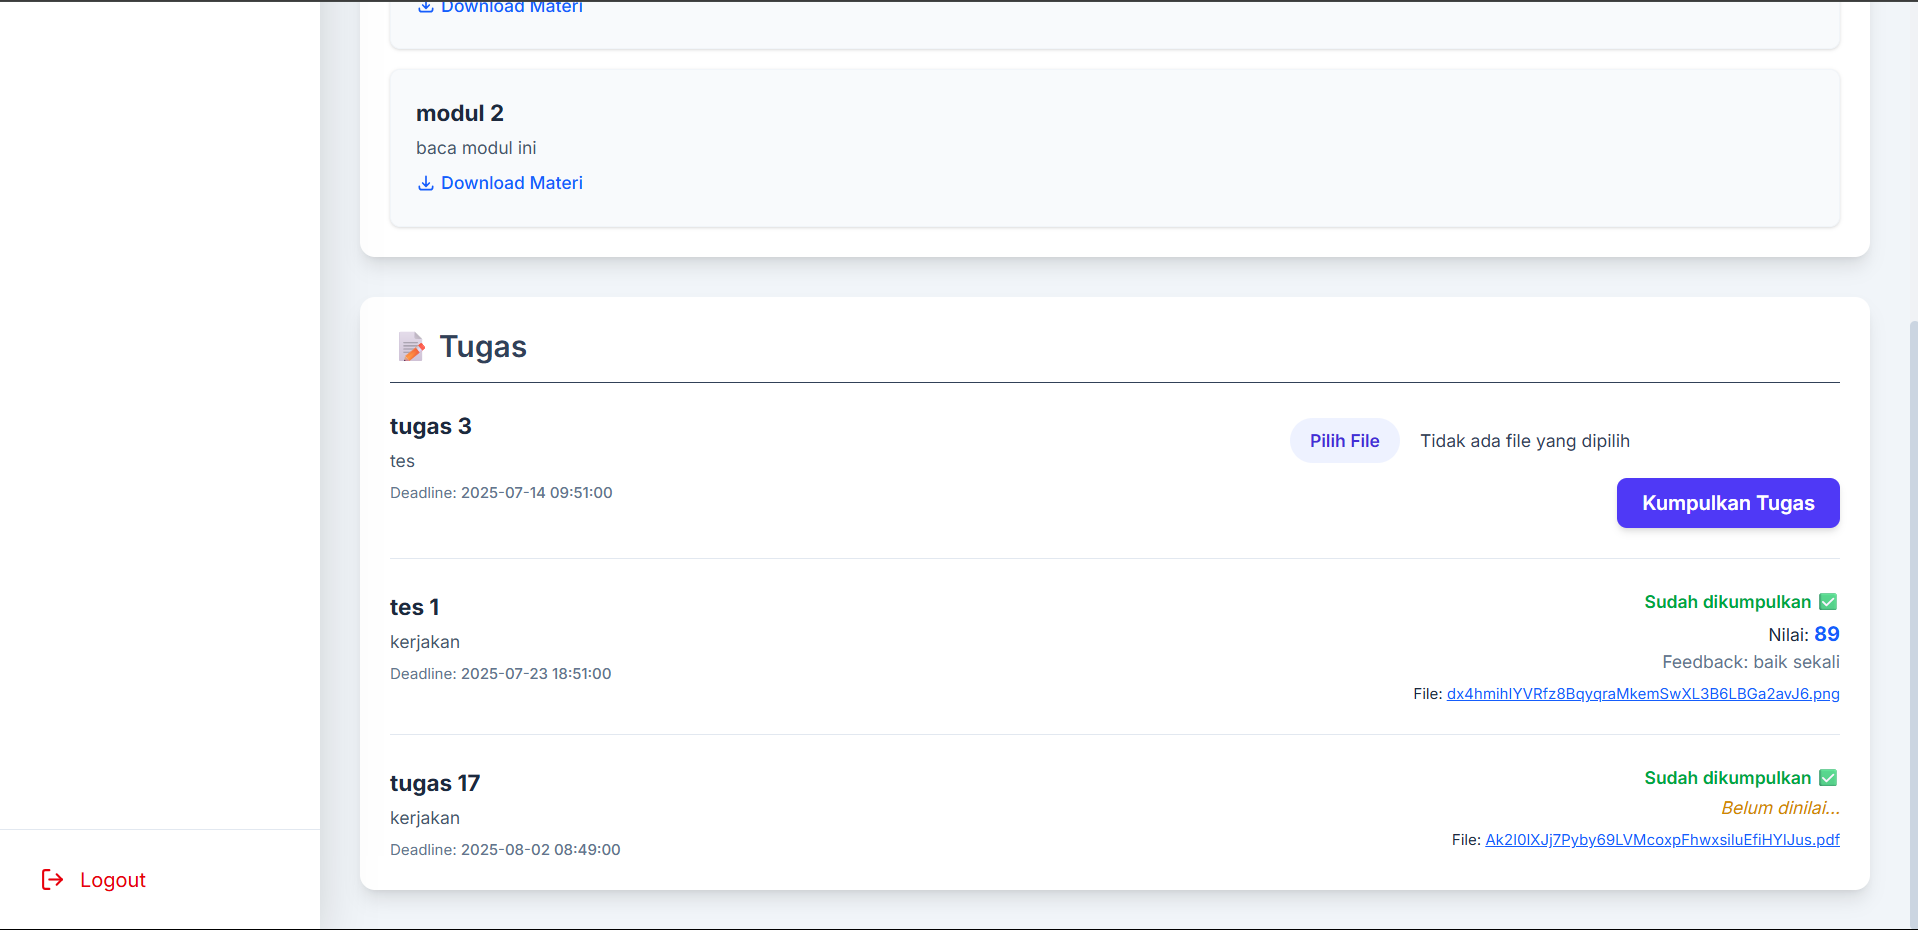 Download Materi
modul 2
baca modul ini
Download Materi
Tugas
tugas 3
tes
Deadline: 2025-07-14 09:51:00
Pilih File Tidak ada file yang dipilih
Kumpulkan Tugas
tes 1
kerjakan
Deadline: 2025-07-23 18:51:00
Sudah dikumpulkan
Nilai: 89
Feedback: baik sekali
File: dx4hmihlYVRfz8BqyqraMkemSwXL3B6LBGa2avJ6.png
tugas 17
kerjakan
Deadline: 2025-08-02 08:49:00
Sudah dikumpulkan
Belum dinilai...
File: Ak2I0IXJj7Pyby69LVMcoxpFhwxsiluEfiHYlJus.pdf
Logout